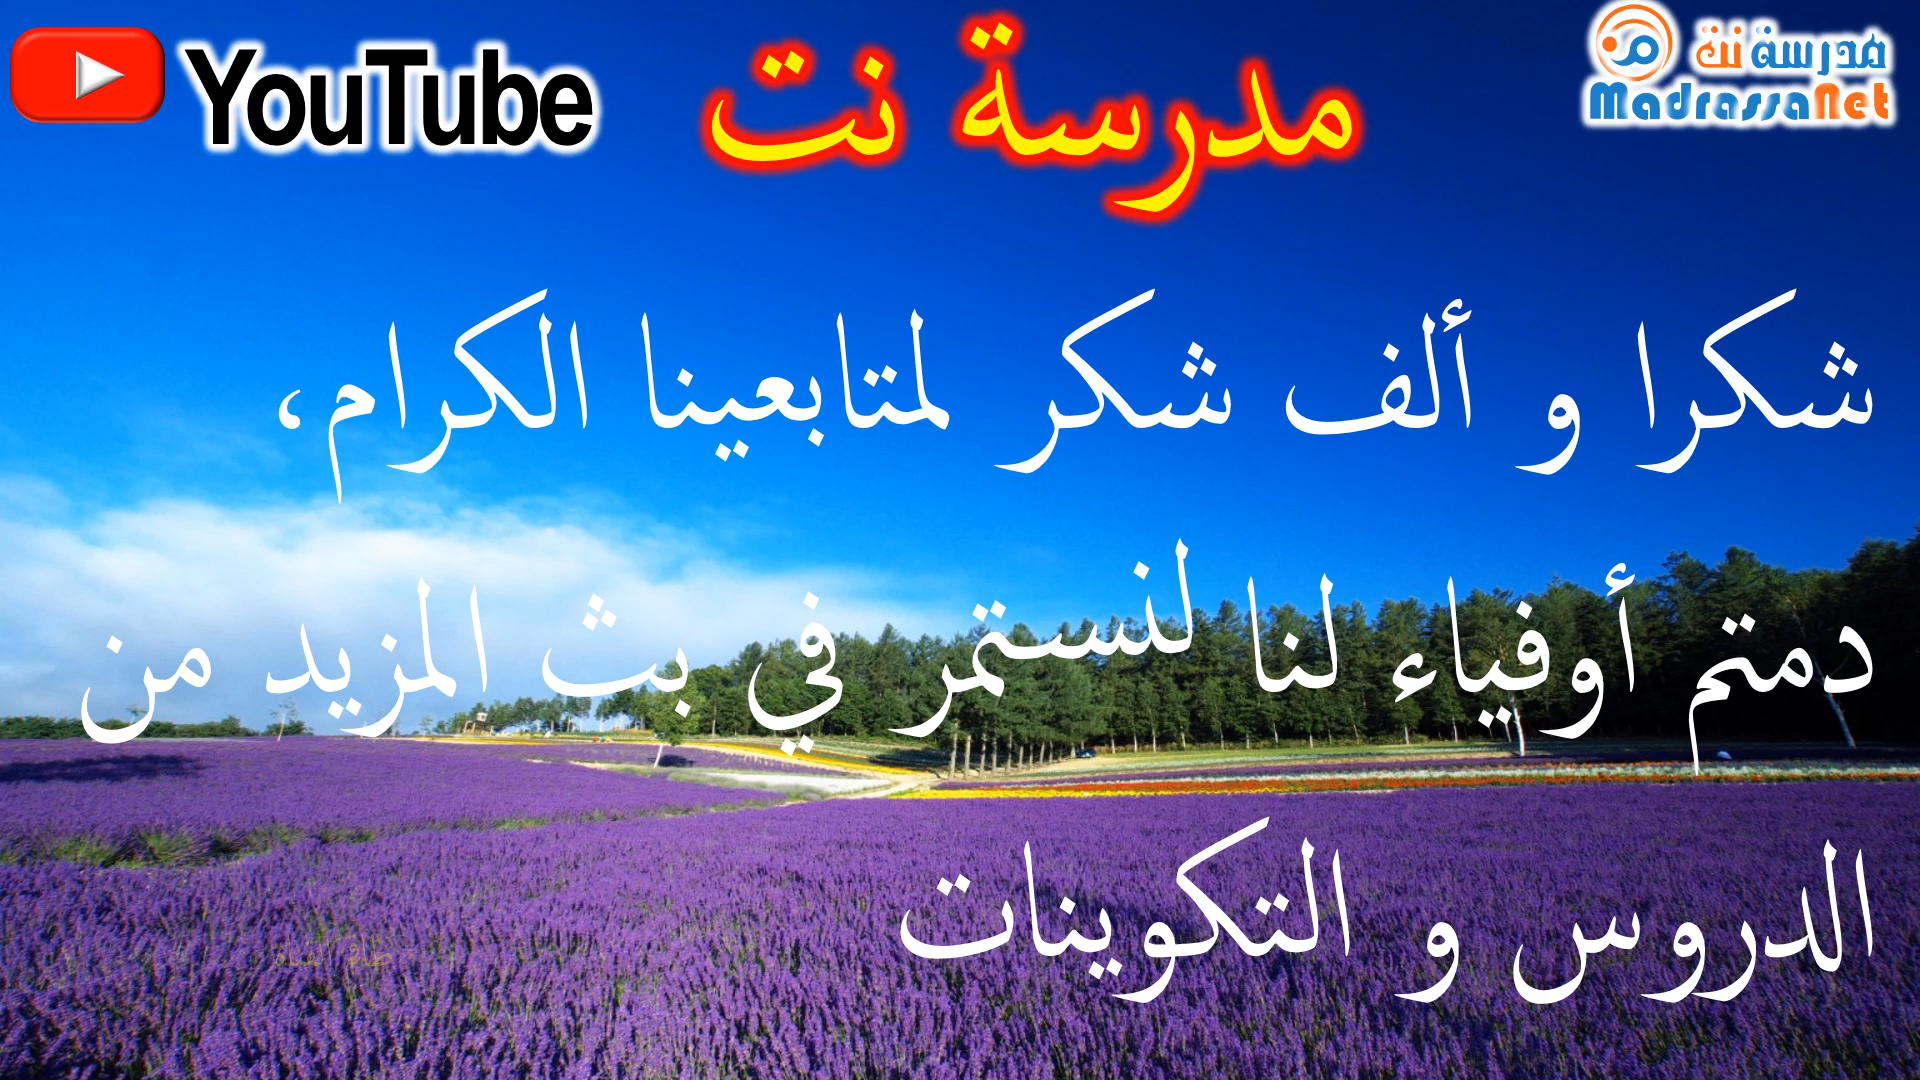 YouTube
مدرسة نت
مدرسة نت
MadrassaNet
شكرا و ألف شكر لمتابعينا الكرام،
دمتم أوفياء لنا لنستمر في بث المزيد من
الدروس و التكوينات